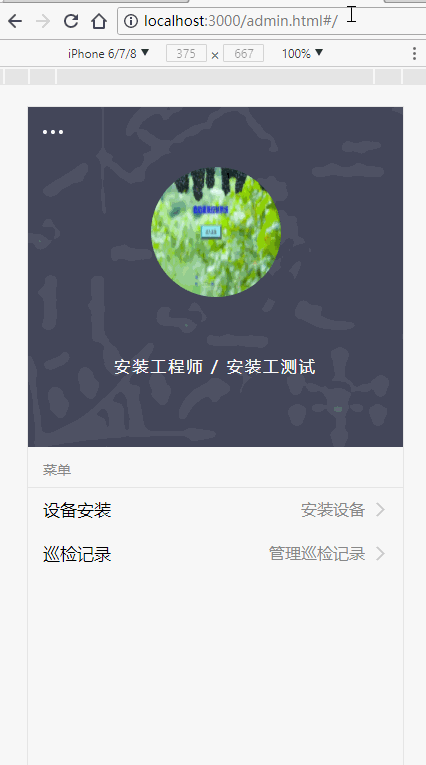 localhost:3000/admin.html#/
iPhone 6/7/8 ▼ 375 × 667 100% ▼
安装工程师 / 安装工测试
菜单
设备安装 安装设备
巡检记录 管理巡检记录